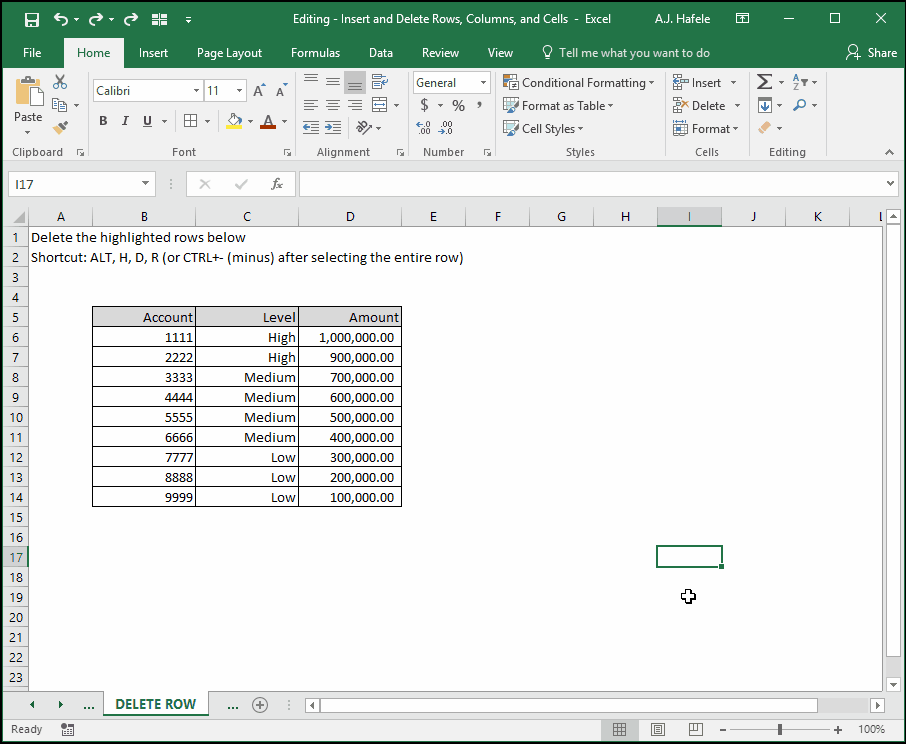 Editing - Insert and Delete Rows, Columns, and Cells - Excel
A.J. Hafele
File Home Insert Page Layout Formulas Data Review View Tell me what you want to do Share
Calibri 11 General Conditional Formatting Insert
Paste $ % , Format as Table Delete
B I U A Cell Styles Format
Clipboard Font Alignment Number Styles Cells Editing
I17 fx
A B C D E F G H I J K L
1 Delete the highlighted rows below
2 Shortcut: ALT, H, D, R (or CTRL+- (minus) after selecting the entire row)
3
4
5 Account Level Amount
6 1111 High 1,000,000.00
7 2222 High 900,000.00
8 3333 Medium 700,000.00
9 4444 Medium 600,000.00
10 5555 Medium 500,000.00
11 6666 Medium 400,000.00
12 7777 Low 300,000.00
13 8888 Low 200,000.00
14 9999 Low 100,000.00
15
16
17
18
19
20
21
22
23
... DELETE ROW ...
Ready 100%